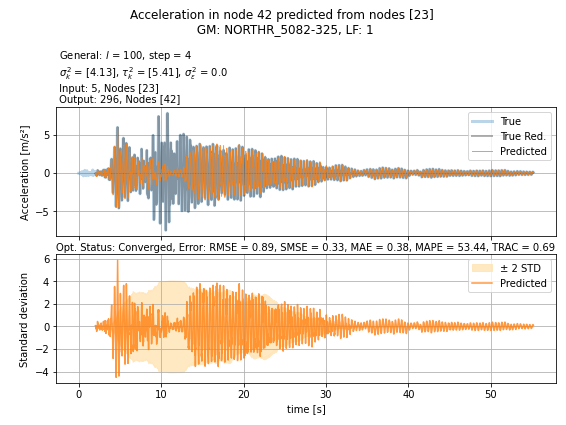 Acceleration in node 42 predicted from nodes [23]
GM: NORTHR_5082-325, LF: 1
General: l = 100, step = 4
σ²ₖ = [4.13], τ²ₖ = [5.41], σ²ε = 0.0
Input: 5, Nodes [23]
Output: 296, Nodes [42]
Acceleration [m/s²]
5
0
−5
True
True Red.
Predicted
Opt. Status: Converged, Error: RMSE = 0.89, SMSE = 0.33, MAE = 0.38, MAPE = 53.44, TRAC = 0.69
Standard deviation
6
4
2
0
−2
−4
± 2 STD
Predicted
0 10 20 30 40 50
time [s]